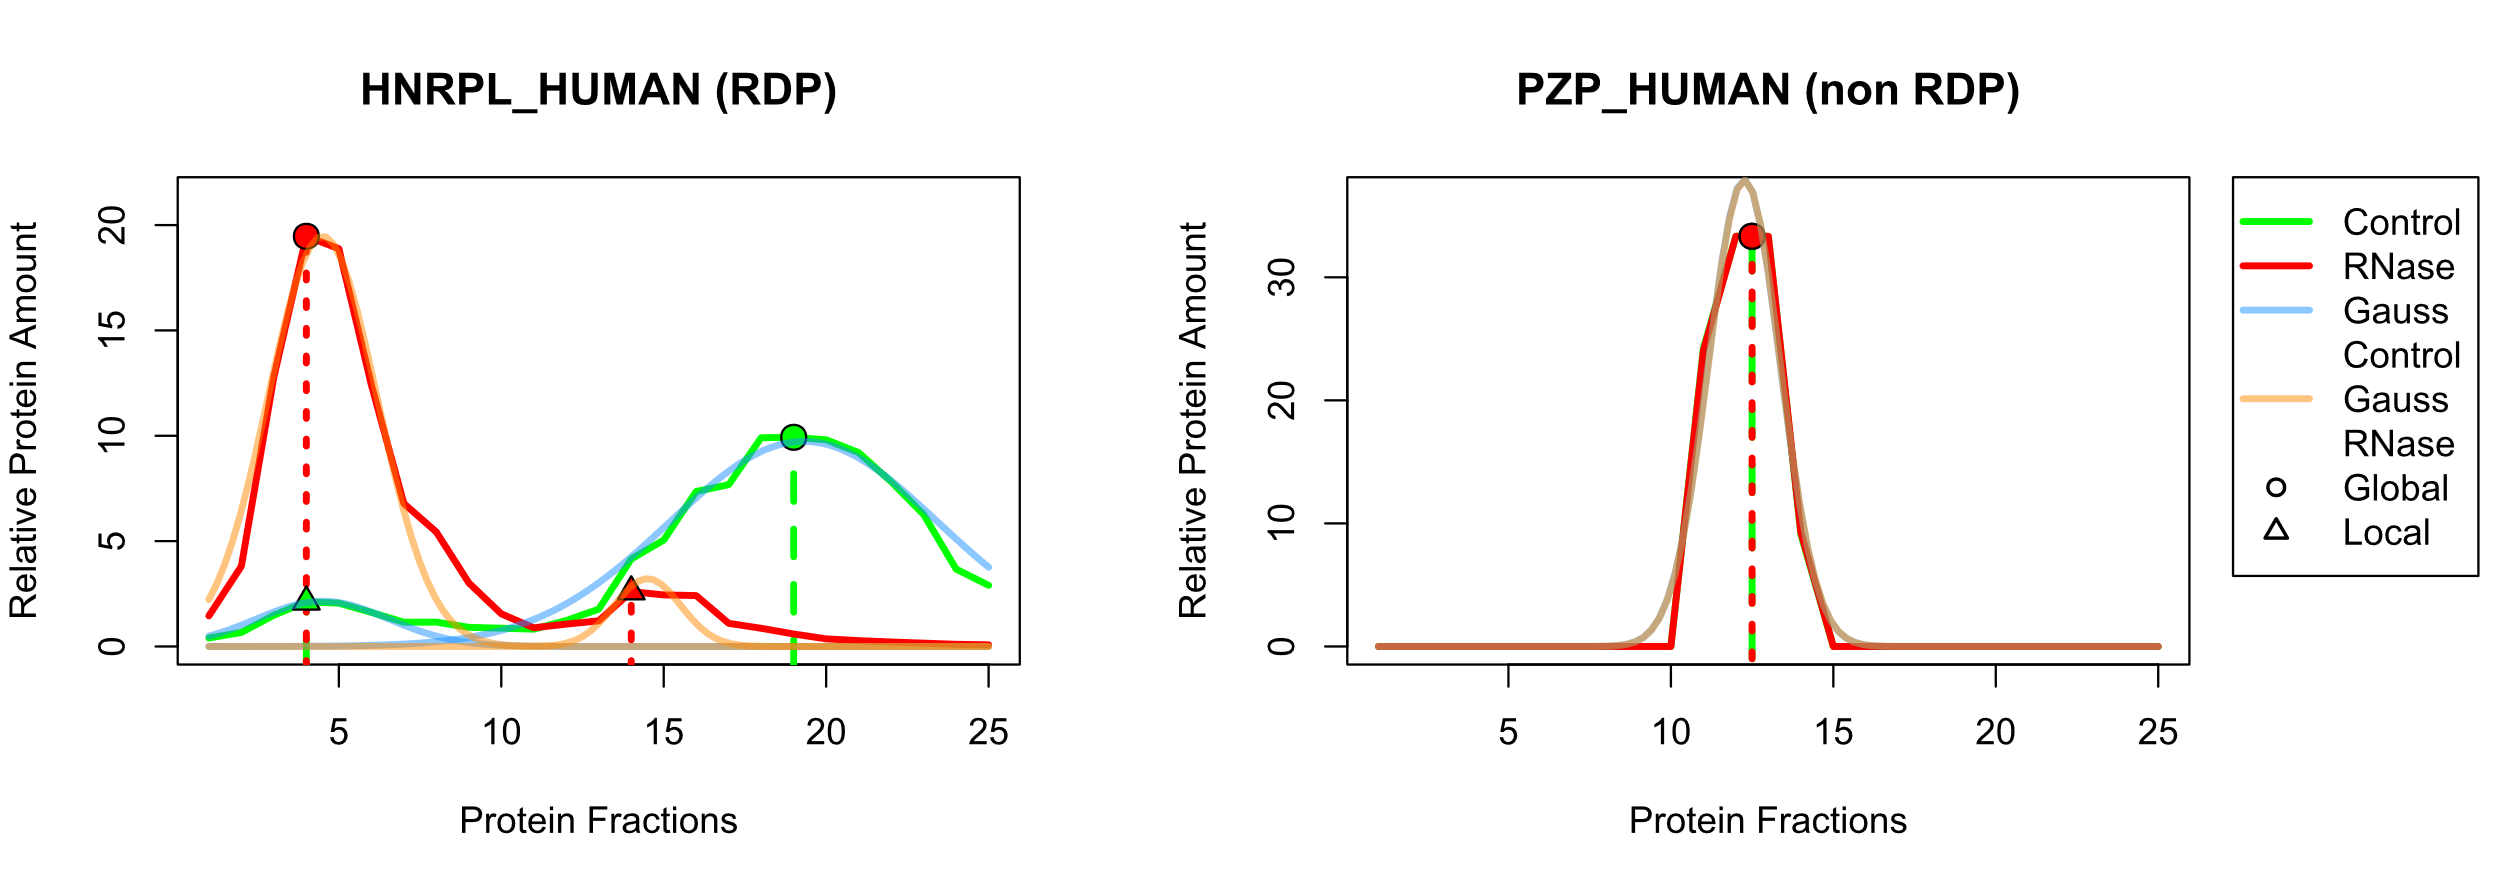 HNRPL_HUMAN (RDP)
Relative Protein Amount
20
15
10
5
0
5
10
15
20
25
Protein Fractions
PZP_HUMAN (non RDP)
Relative Protein Amount
30
20
10
0
5
10
15
20
25
Protein Fractions
Control
RNase
Gauss
Control
Gauss
RNase
Global
Local